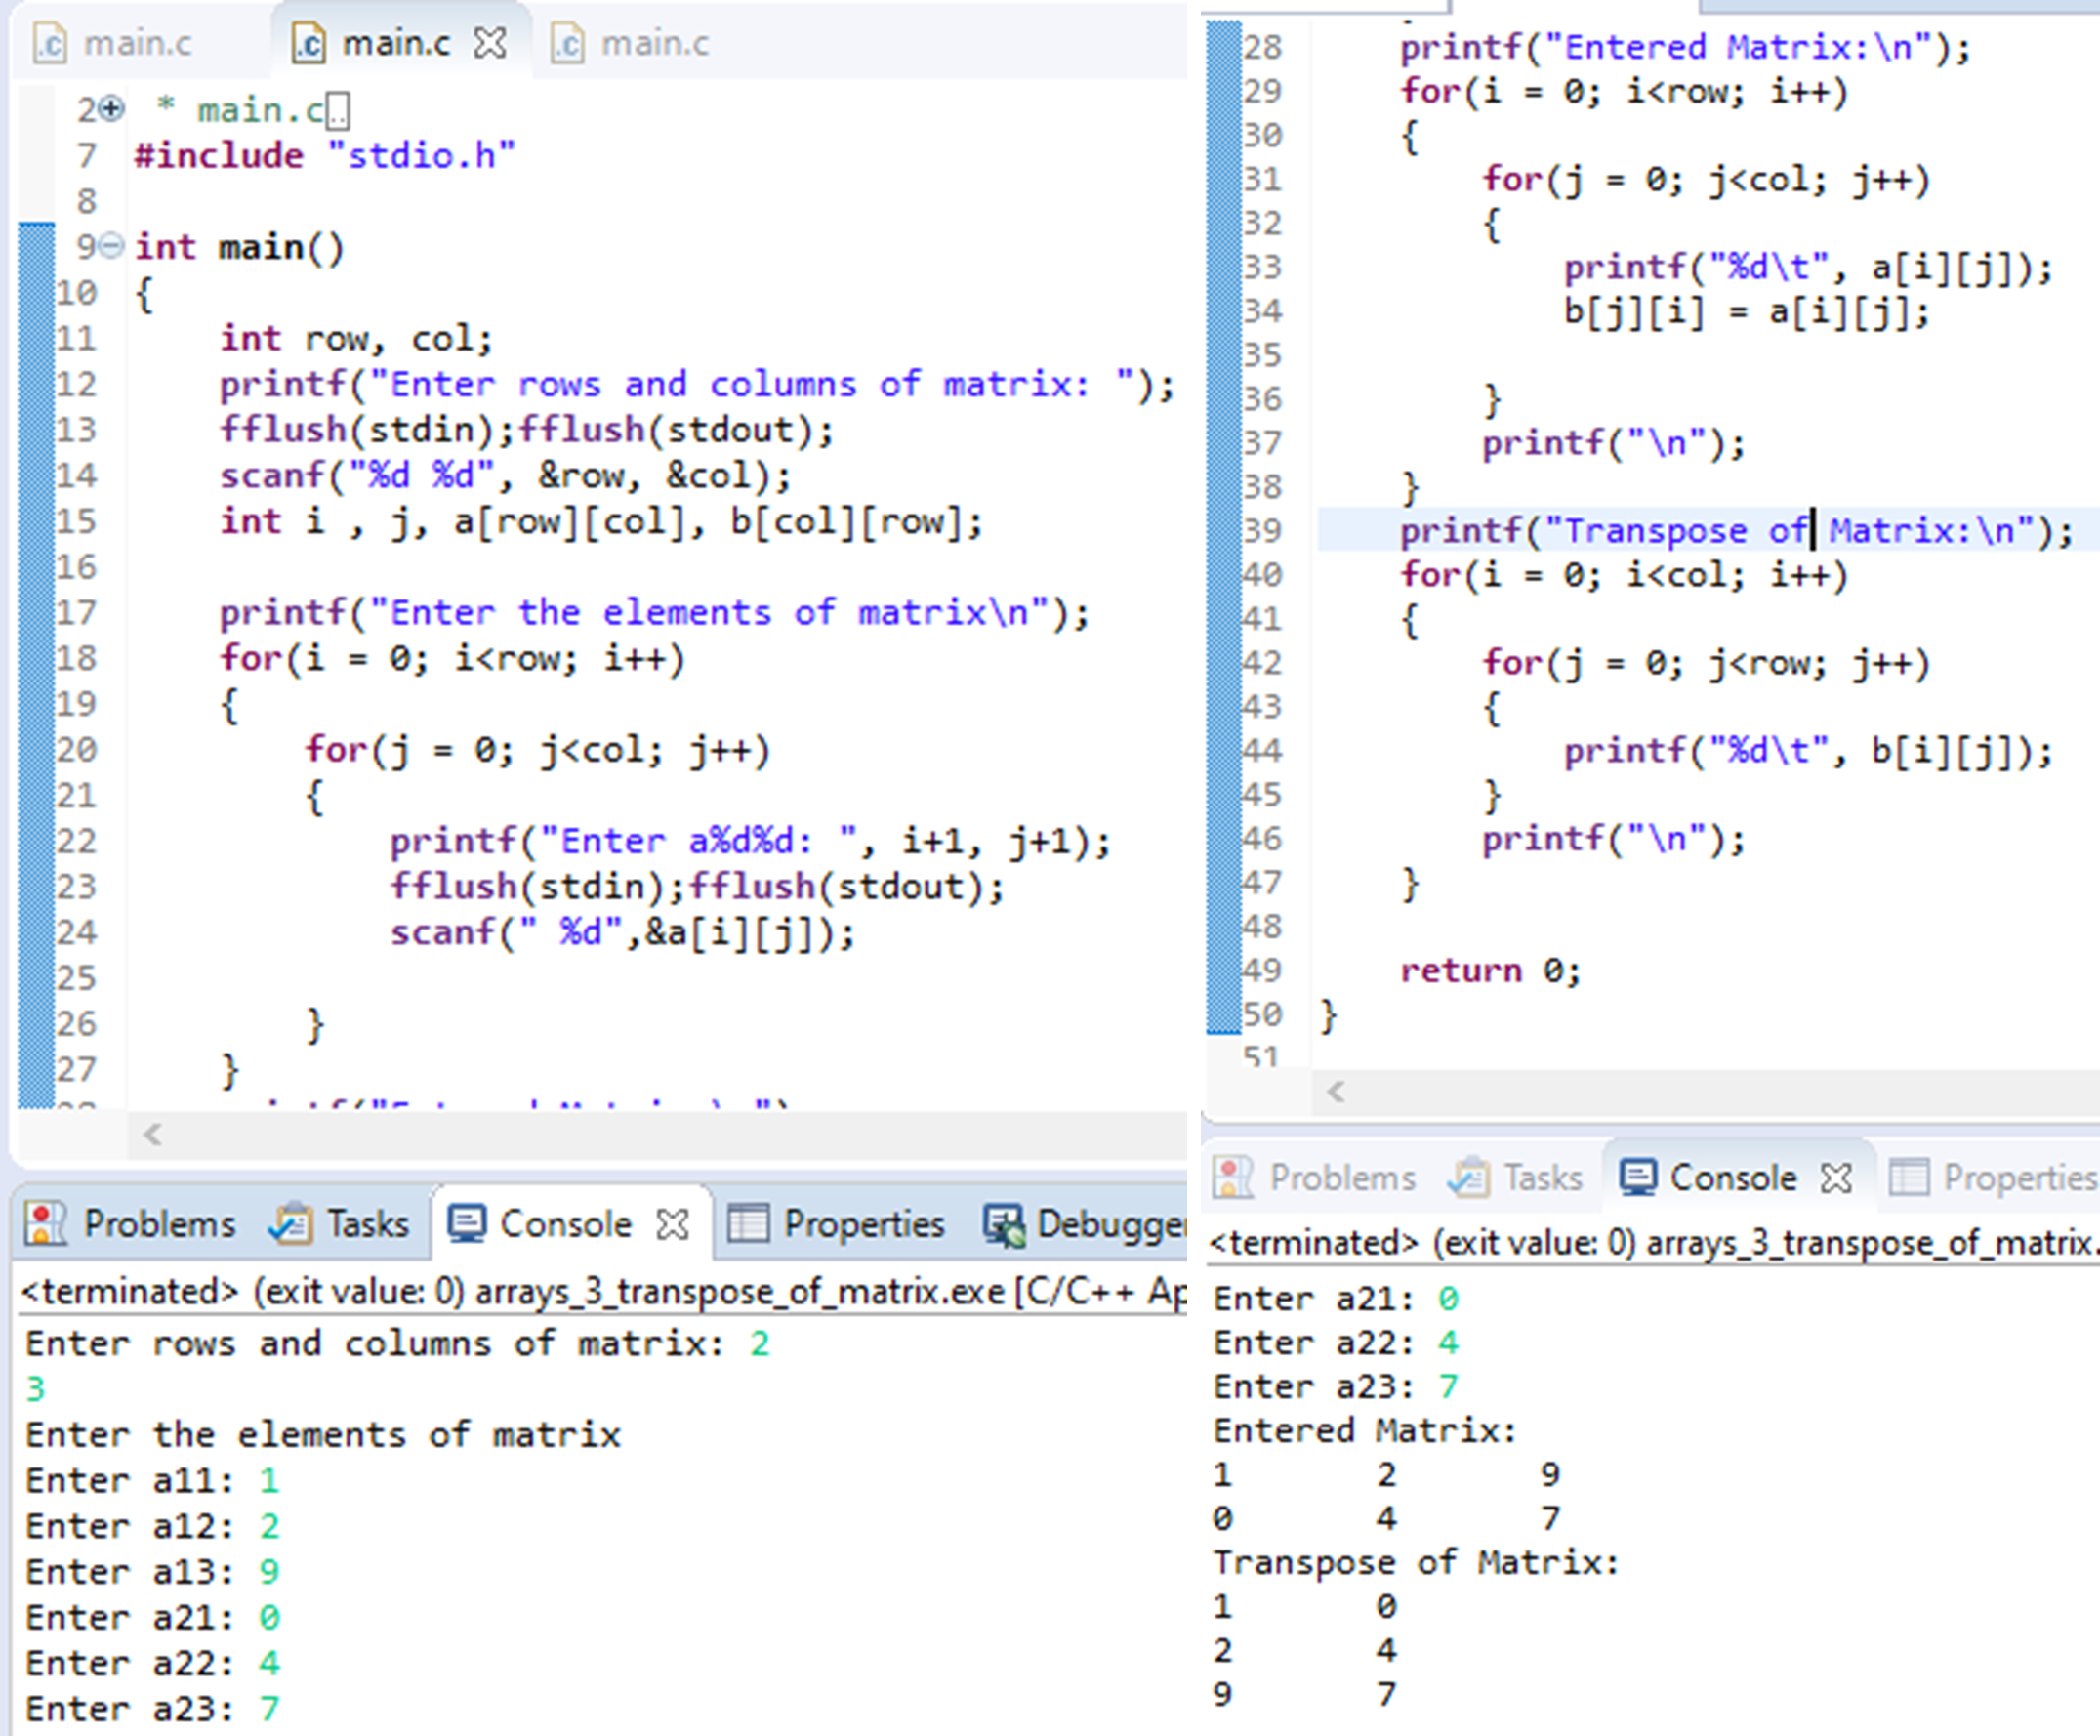 main.c main.c main.c
2 * main.c
7 #include "stdio.h"
8
9 int main()
10 {
11 int row, col;
12 printf("Enter rows and columns of matrix: ");
13 fflush(stdin);fflush(stdout);
14 scanf("%d %d", &row, &col);
15 int i , j, a[row][col], b[col][row];
16
17 printf("Enter the elements of matrix\n");
18 for(i = 0; i<row; i++)
19 {
20 for(j = 0; j<col; j++)
21 {
22 printf("Enter a%d%d: ", i+1, j+1);
23 fflush(stdin);fflush(stdout);
24 scanf(" %d",&a[i][j]);
25
26 }
27 }
Problems Tasks Console Properties Debugger
<terminated> (exit value: 0) arrays_3_transpose_of_matrix.exe [C/C++ Ap
Enter rows and columns of matrix: 2
3
Enter the elements of matrix
Enter a11: 1
Enter a12: 2
Enter a13: 9
Enter a21: 0
Enter a22: 4
Enter a23: 7
28 printf("Entered Matrix:\n");
29 for(i = 0; i<row; i++)
30 {
31 for(j = 0; j<col; j++)
32 {
33 printf("%d\t", a[i][j]);
34 b[j][i] = a[i][j];
35
36 }
37 printf("\n");
38 }
39 printf("Transpose of Matrix:\n");
40 for(i = 0; i<col; i++)
41 {
42 for(j = 0; j<row; j++)
43 {
44 printf("%d\t", b[i][j]);
45 }
46 printf("\n");
47 }
48
49 return 0;
50 }
51
Problems Tasks Console Properties
<terminated> (exit value: 0) arrays_3_transpose_of_matrix.
Enter a21: 0
Enter a22: 4
Enter a23: 7
Entered Matrix:
1 2 9
0 4 7
Transpose of Matrix:
1 0
2 4
9 7